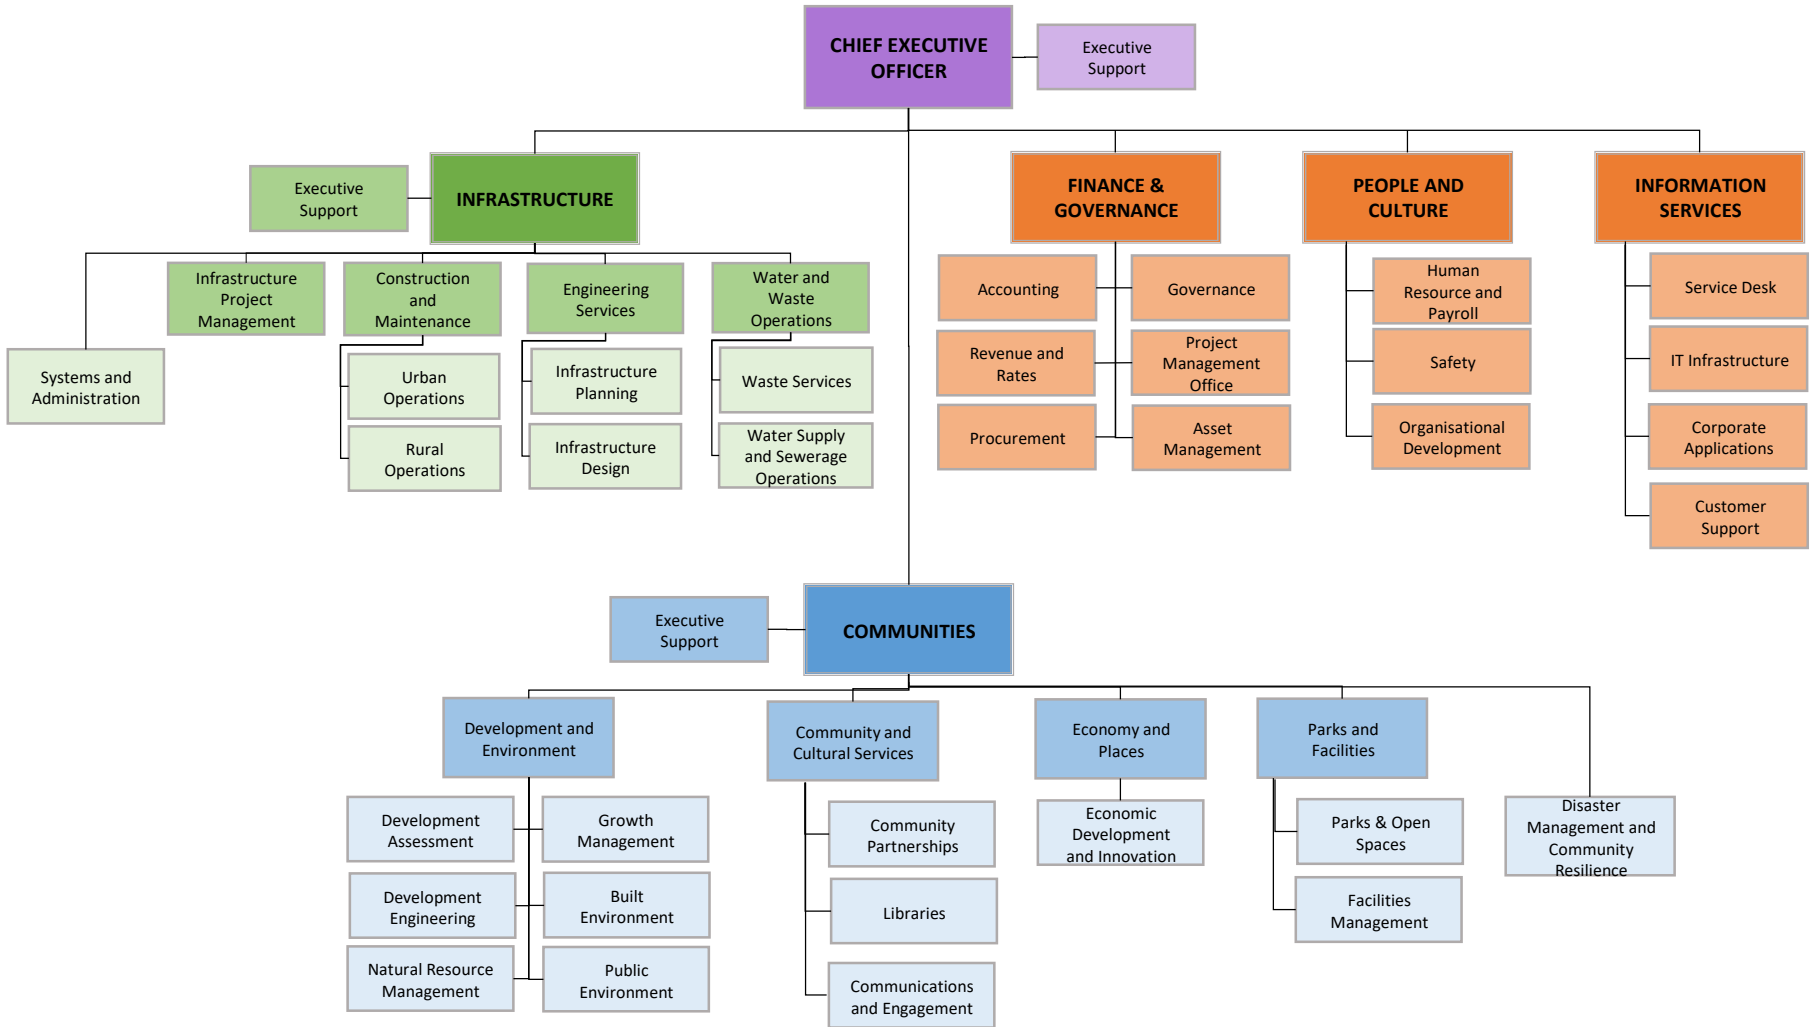 CHIEF EXECUTIVE
OFFICER
Executive
Support
Executive
Support
INFRASTRUCTURE
FINANCE &
GOVERNANCE
PEOPLE AND
CULTURE
INFORMATION
SERVICES
Infrastructure
Project
Management
Construction
and
Maintenance
Engineering
Services
Water and
Waste
Operations
Systems and
Administration
Urban
Operations
Rural
Operations
Infrastructure
Planning
Infrastructure
Design
Waste Services
Water Supply
and Sewerage
Operations
Accounting
Governance
Revenue and
Rates
Project
Management
Office
Procurement
Asset
Management
Human
Resource and
Payroll
Safety
Organisational
Development
Service Desk
IT Infrastructure
Corporate
Applications
Customer
Support
Executive
Support
COMMUNITIES
Development and
Environment
Community and
Cultural Services
Economy and
Places
Parks and
Facilities
Development
Assessment
Growth
Management
Development
Engineering
Built
Environment
Natural Resource
Management
Public
Environment
Community
Partnerships
Libraries
Communications
and Engagement
Economic
Development
and Innovation
Parks & Open
Spaces
Facilities
Management
Disaster
Management and
Community
Resilience